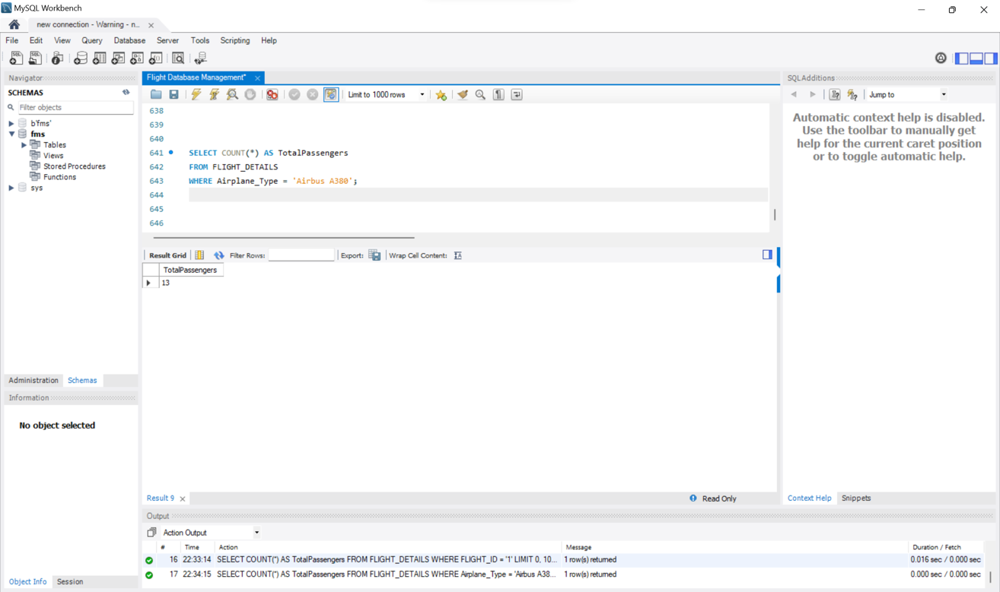 MySQL Workbench
new connection - Warning - n...
File Edit View Query Database Server Tools Scripting Help
Navigator
SCHEMAS
Filter objects
b'fms'
fms
Tables
Views
Stored Procedures
Functions
sys
Administration Schemas
Information
No object selected
Object Info Session
Flight Database Management*
Limit to 1000 rows
638
639
640
641 SELECT COUNT(*) AS TotalPassengers
642 FROM FLIGHT_DETAILS
643 WHERE Airplane_Type = 'Airbus A380';
644
645
646
Result Grid Filter Rows: Export: Wrap Cell Content:
TotalPassengers
13
Result 9 Read Only
Output
Action Output
# Time Action Message Duration / Fetch
16 22:33:14 SELECT COUNT(*) AS TotalPassengers FROM FLIGHT_DETAILS WHERE FLIGHT_ID = '1' LIMIT 0, 10... 1 row(s) returned 0.016 sec / 0.000 sec
17 22:34:15 SELECT COUNT(*) AS TotalPassengers FROM FLIGHT_DETAILS WHERE Airplane_Type = 'Airbus A38... 1 row(s) returned 0.000 sec / 0.000 sec
SQLAdditions
Jump to
Automatic context help is disabled.
Use the toolbar to manually get
help for the current caret position
or to toggle automatic help.
Context Help Snippets